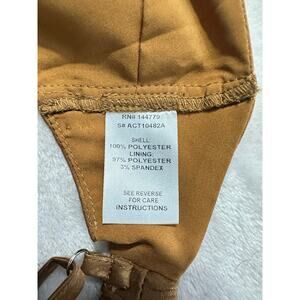 RN# 144779
S# ACT10482A
SHELL:
100% POLYESTER
LINING:
97% POLYESTER
3% SPANDEX
SEE REVERSE
FOR CARE
INSTRUCTIONS